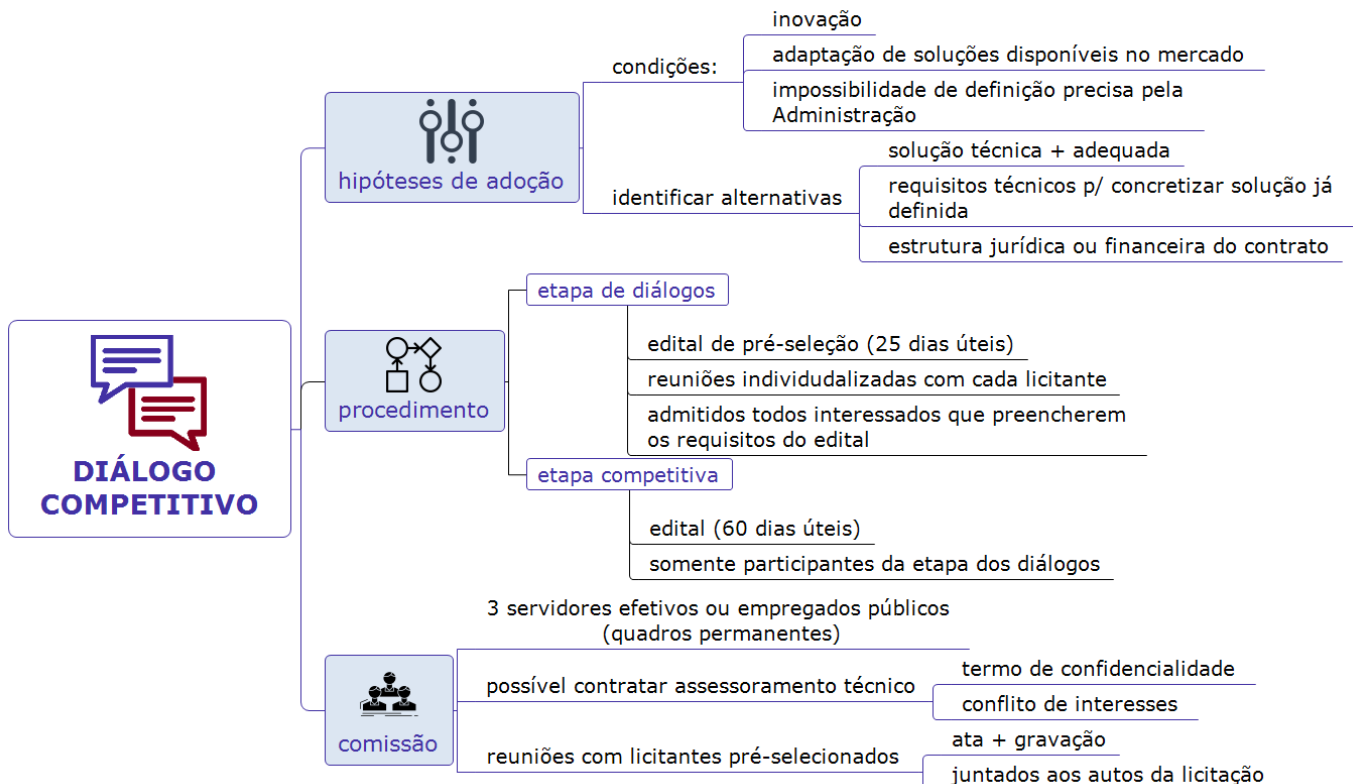 DIÁLOGO
COMPETITIVO
hipóteses de adoção
condições:
inovação
adaptação de soluções disponíveis no mercado
impossibilidade de definição precisa pela
Administração
identificar alternativas
solução técnica + adequada
requisitos técnicos p/ concretizar solução já
definida
estrutura jurídica ou financeira do contrato
procedimento
etapa de diálogos
edital de pré-seleção (25 dias úteis)
reuniões individudalizadas com cada licitante
admitidos todos interessados que preencherem
os requisitos do edital
etapa competitiva
edital (60 dias úteis)
somente participantes da etapa dos diálogos
comissão
3 servidores efetivos ou empregados públicos
(quadros permanentes)
possível contratar assessoramento técnico
termo de confidencialidade
conflito de interesses
reuniões com licitantes pré-selecionados
ata + gravação
juntados aos autos da licitação